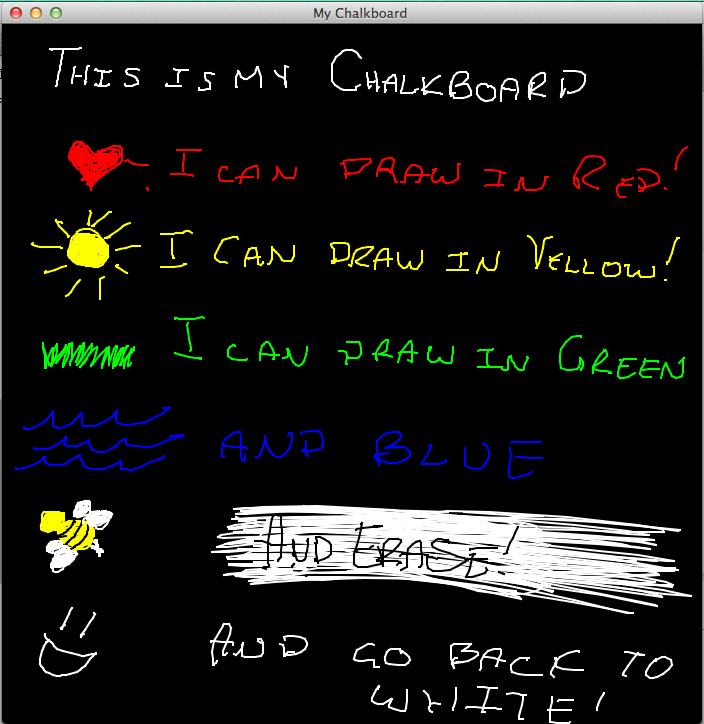 My Chalkboard
THIS IS MY CHALKBOARD
I CAN DRAW IN RED!
I CAN DRAW IN YELLOW!
I CAN DRAW IN GREEN
AND BLUE
AND ERASE!
AND GO BACK TO
WHITE!